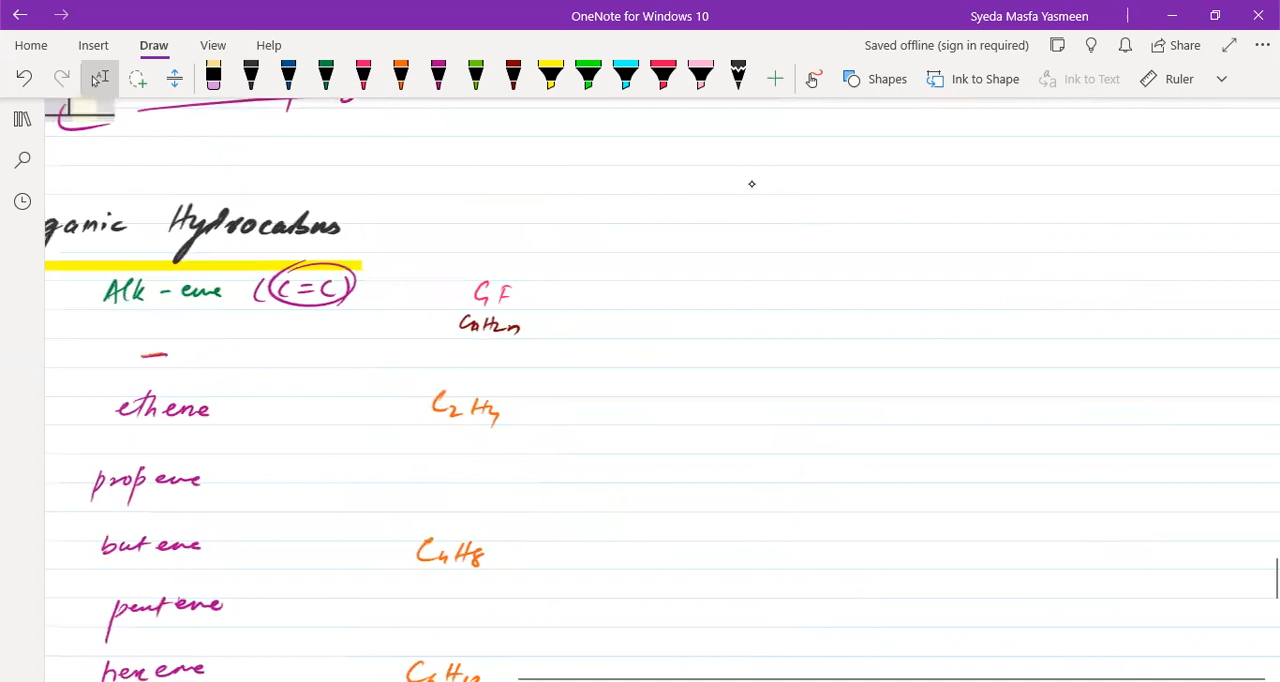 OneNote for Windows 10
Syeda Masfa Yasmeen
Home Insert Draw View Help
Saved offline (sign in required) Share
Shapes Ink to Shape Ink to Text Ruler
ganic Hydrocarbons
Alk - ene (C=C) GF
CnH2n
–
ethene C2H4
propene
butene C4H8
pentene
hexene